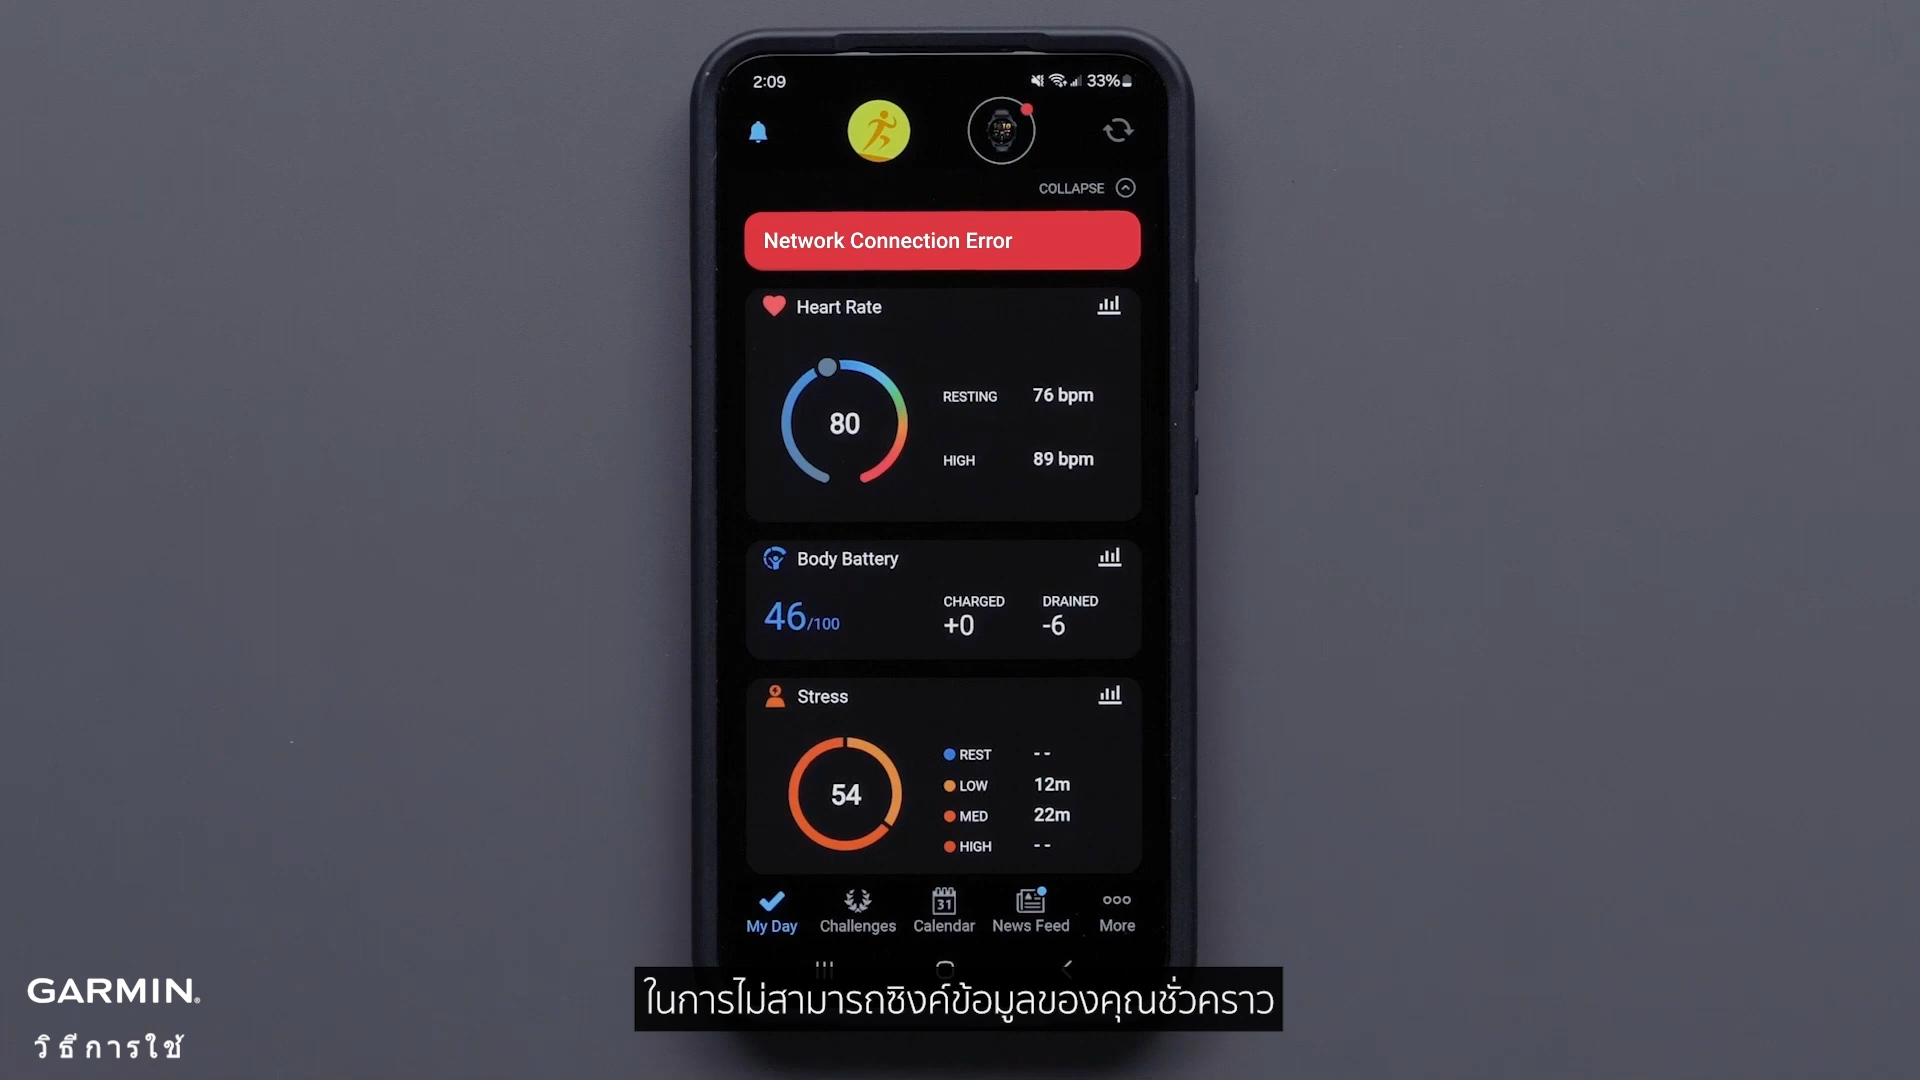 2:09
33%
COLLAPSE
Network Connection Error
Heart Rate
80
RESTING 76 bpm
HIGH 89 bpm
Body Battery
46/100
CHARGED
+0
DRAINED
-6
Stress
54
REST --
LOW 12m
MED 22m
HIGH --
31
My Day Challenges Calendar News Feed More
GARMIN®
วิธีการใช้
ในการไม่สามารถซิงค์ข้อมูลของคุณชั่วคราว